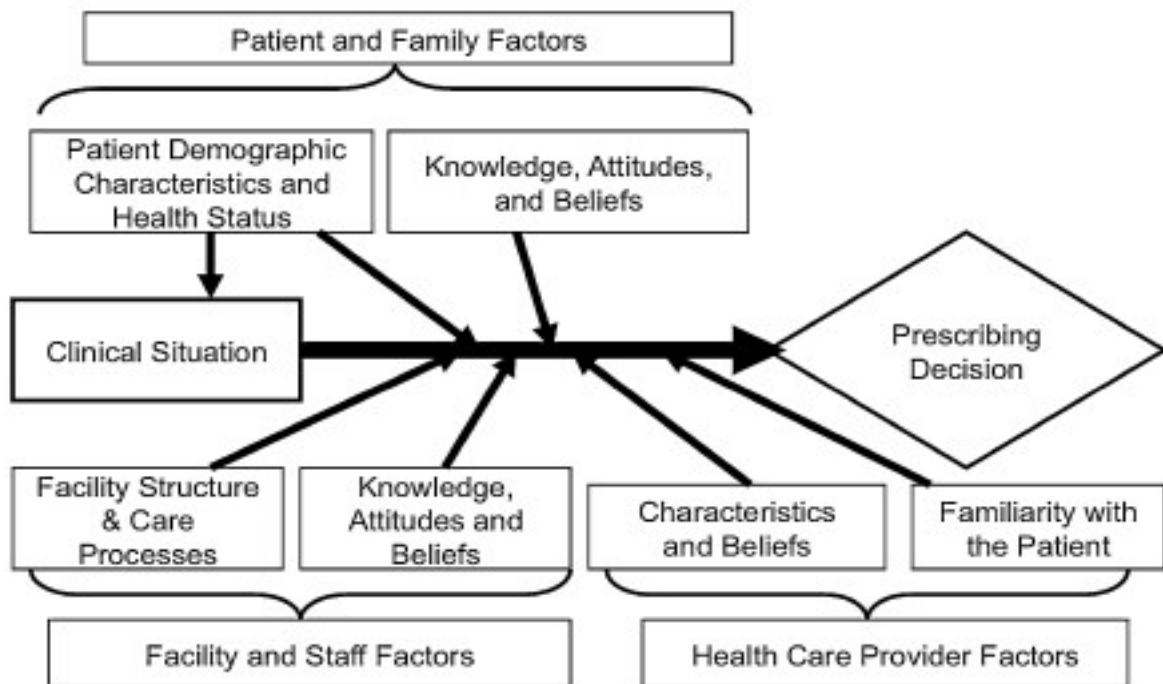 Patient and Family Factors
Patient Demographic
Characteristics and
Health Status
Knowledge, Attitudes,
and Beliefs
Clinical Situation
Prescribing
Decision
Facility Structure
& Care
Processes
Knowledge,
Attitudes and
Beliefs
Characteristics
and Beliefs
Familiarity with
the Patient
Facility and Staff Factors
Health Care Provider Factors